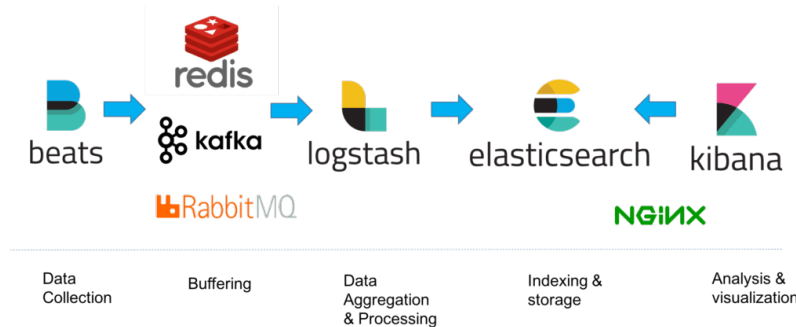 redis
beats
kafka
logstash
elasticsearch
kibana
RabbitMQ
NGINX
Data
Collection
Buffering
Data
Aggregation
& Processing
Indexing &
storage
Analysis &
visualization